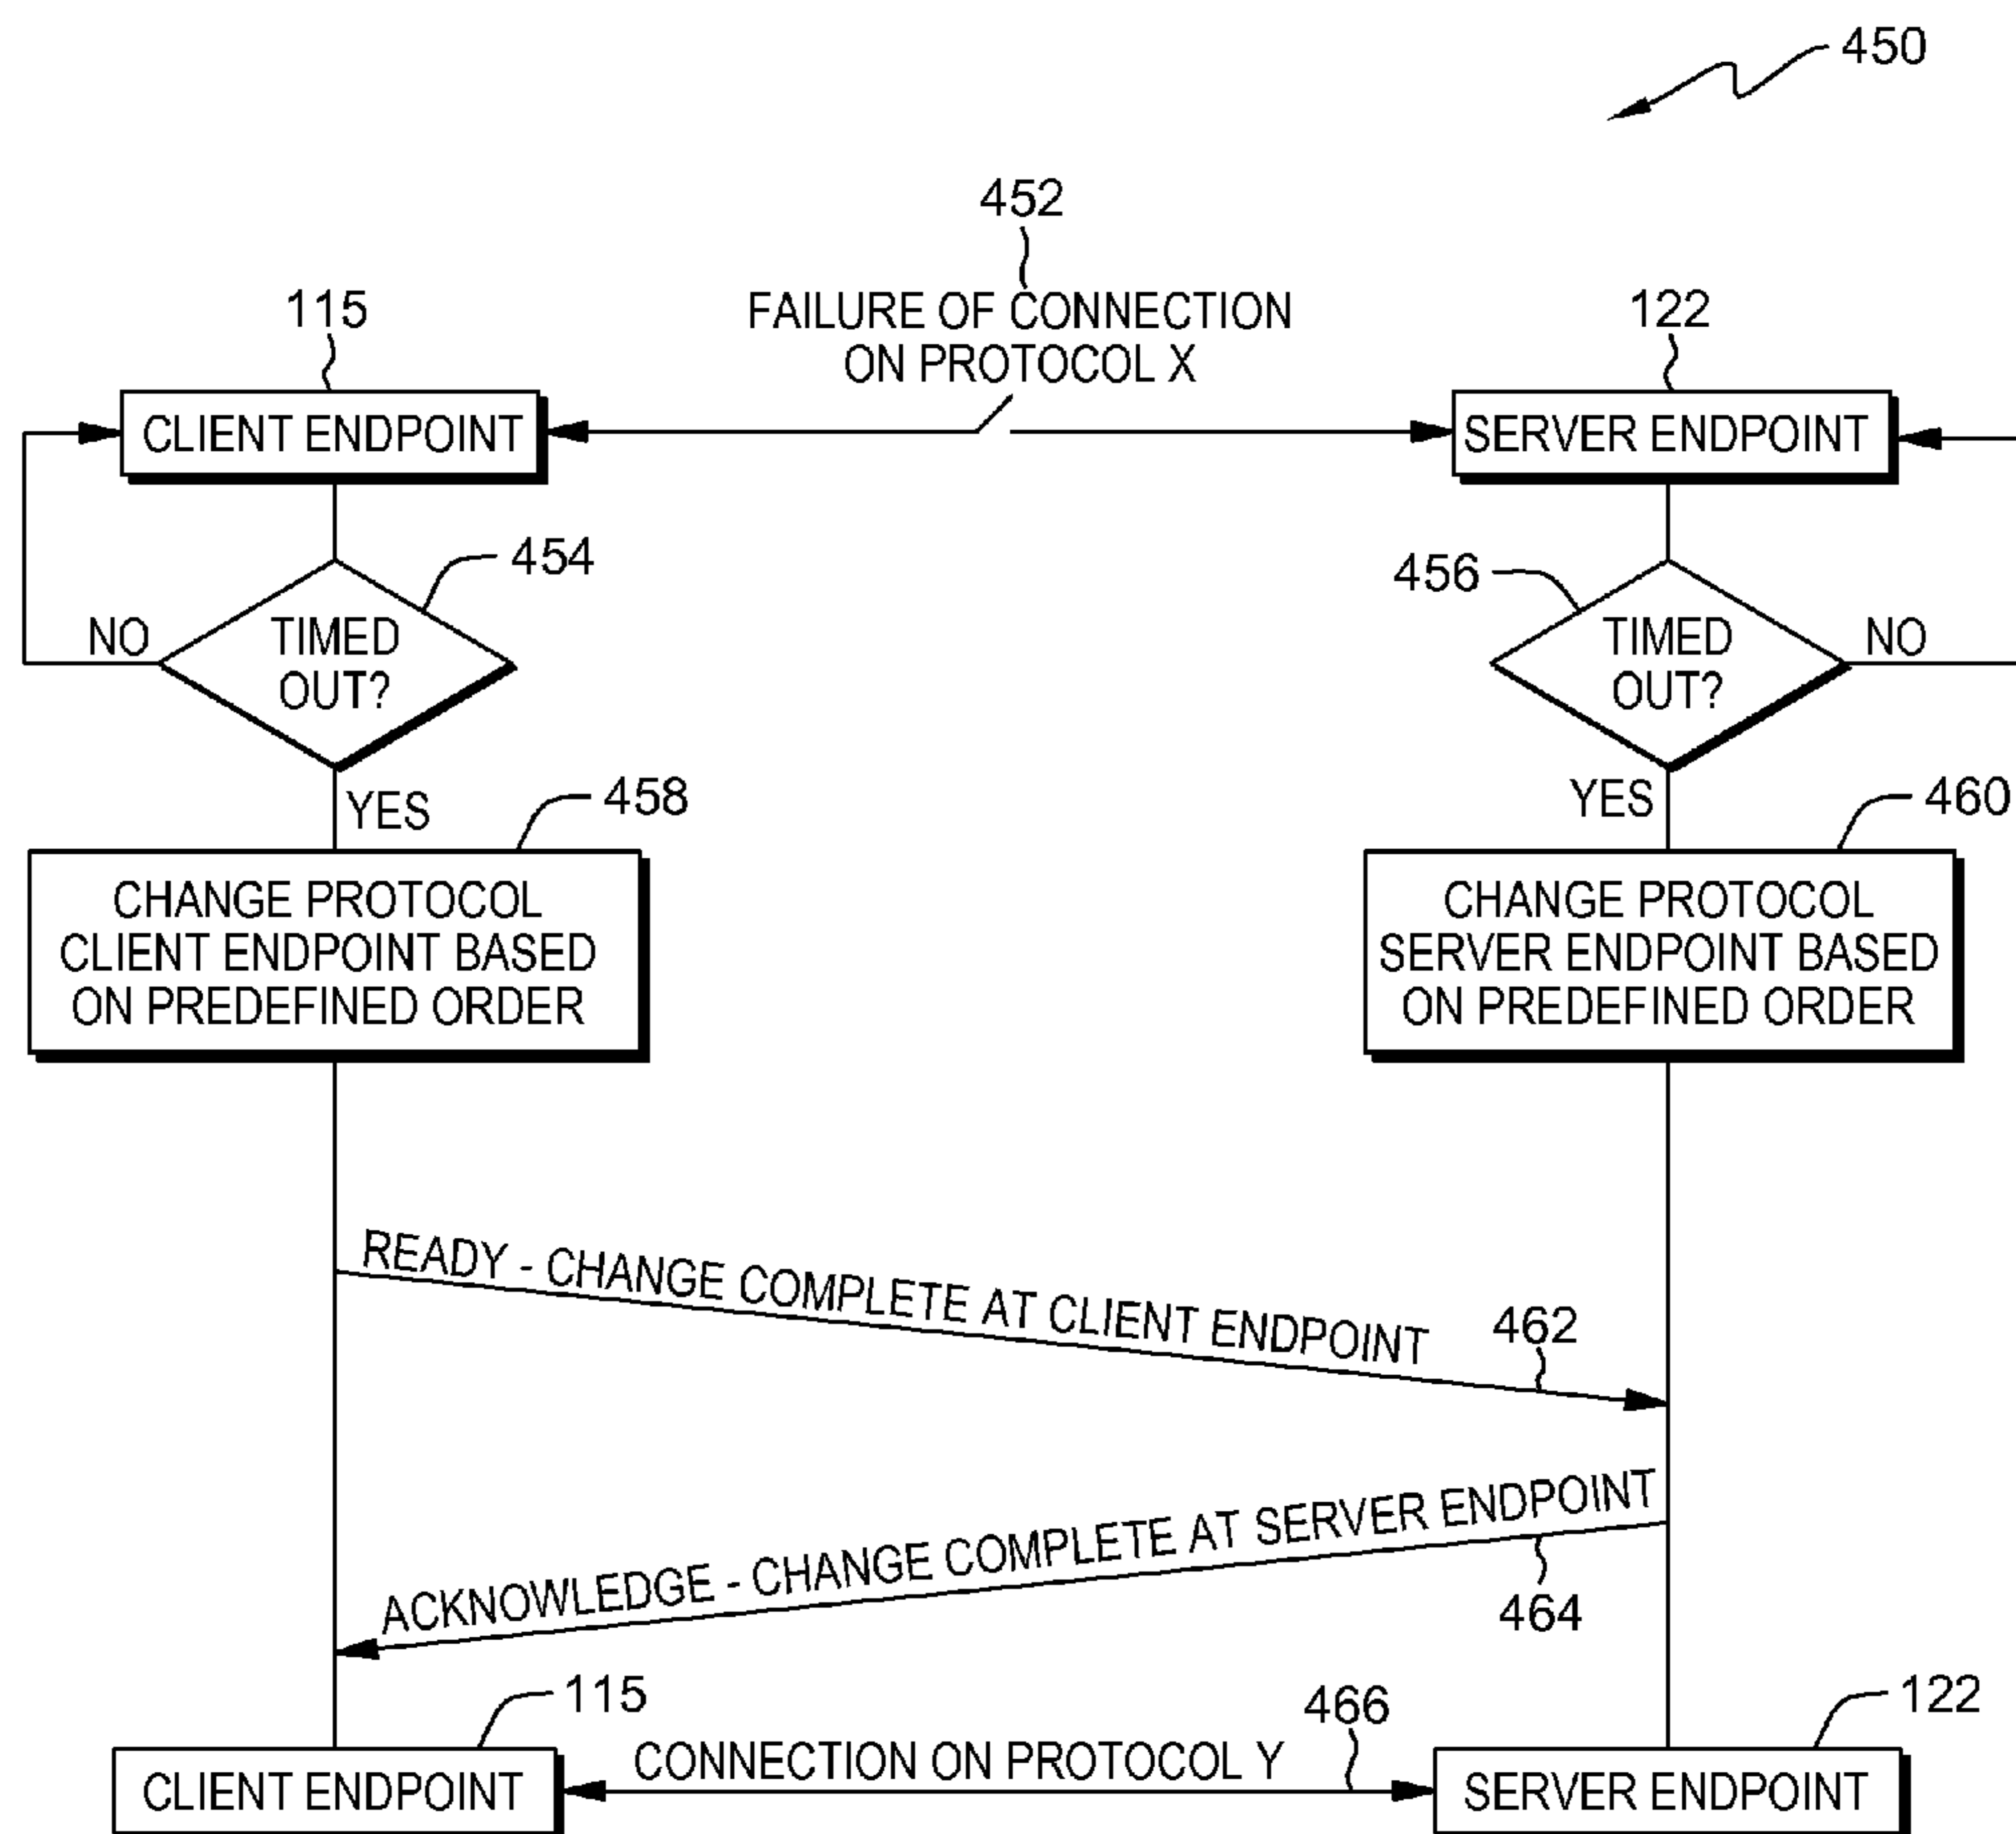 450
452
FAILURE OF CONNECTION
ON PROTOCOL X
115
122
CLIENT ENDPOINT
SERVER ENDPOINT
454
456
NO
TIMED
OUT?
TIMED
OUT?
NO
YES
458
YES
460
CHANGE PROTOCOL
CLIENT ENDPOINT BASED
ON PREDEFINED ORDER
CHANGE PROTOCOL
SERVER ENDPOINT BASED
ON PREDEFINED ORDER
READY - CHANGE COMPLETE AT CLIENT ENDPOINT
462
ACKNOWLEDGE - CHANGE COMPLETE AT SERVER ENDPOINT
464
115
466
122
CLIENT ENDPOINT
CONNECTION ON PROTOCOL Y
SERVER ENDPOINT